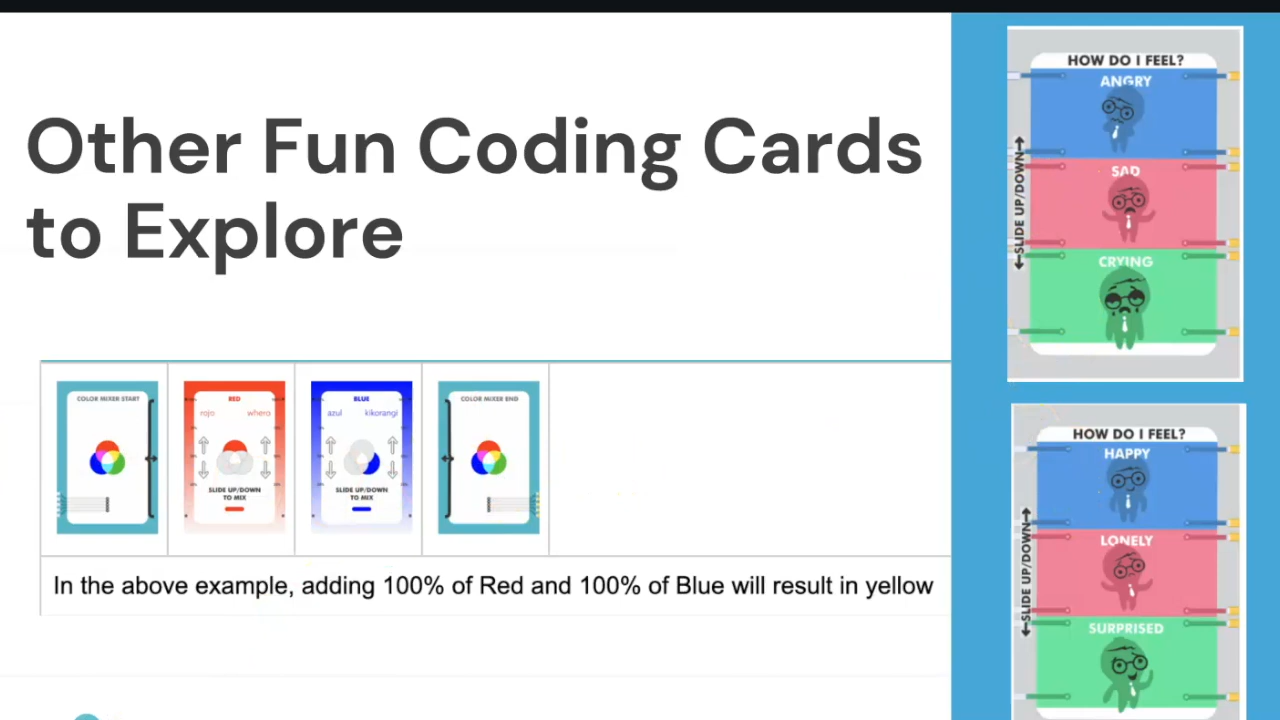 Other Fun Coding Cards
to Explore
COLOR MIXER START
RED
rojo whero
SLIDE UP/DOWN
TO MIX
BLUE
azul kikorangi
SLIDE UP/DOWN
TO MIX
COLOR MIXER END
In the above example, adding 100% of Red and 100% of Blue will result in yellow
HOW DO I FEEL?
ANGRY
SAD
CRYING
SLIDE UP/DOWN
HOW DO I FEEL?
HAPPY
LONELY
SURPRISED
SLIDE UP/DOWN